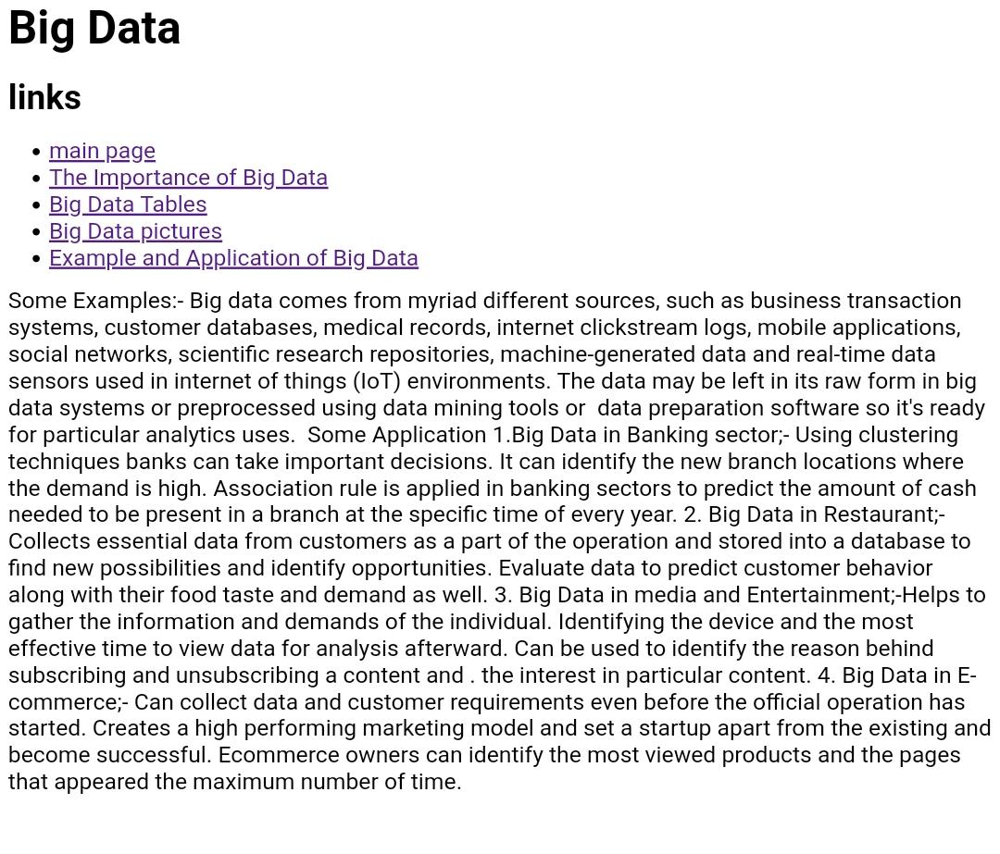 Big Data
links
main page
The Importance of Big Data
Big Data Tables
Big Data pictures
Example and Application of Big Data
Some Examples:- Big data comes from myriad different sources, such as business transaction
systems, customer databases, medical records, internet clickstream logs, mobile applications,
social networks, scientific research repositories, machine-generated data and real-time data
sensors used in internet of things (IoT) environments. The data may be left in its raw form in big
data systems or preprocessed using data mining tools or  data preparation software so it's ready
for particular analytics uses.  Some Application 1.Big Data in Banking sector;- Using clustering
techniques banks can take important decisions. It can identify the new branch locations where
the demand is high. Association rule is applied in banking sectors to predict the amount of cash
needed to be present in a branch at the specific time of every year. 2. Big Data in Restaurant;-
Collects essential data from customers as a part of the operation and stored into a database to
find new possibilities and identify opportunities. Evaluate data to predict customer behavior
along with their food taste and demand as well. 3. Big Data in media and Entertainment;-Helps to
gather the information and demands of the individual. Identifying the device and the most
effective time to view data for analysis afterward. Can be used to identify the reason behind
subscribing and unsubscribing a content and . the interest in particular content. 4. Big Data in E-
commerce;- Can collect data and customer requirements even before the official operation has
started. Creates a high performing marketing model and set a startup apart from the existing and
become successful. Ecommerce owners can identify the most viewed products and the pages
that appeared the maximum number of time.